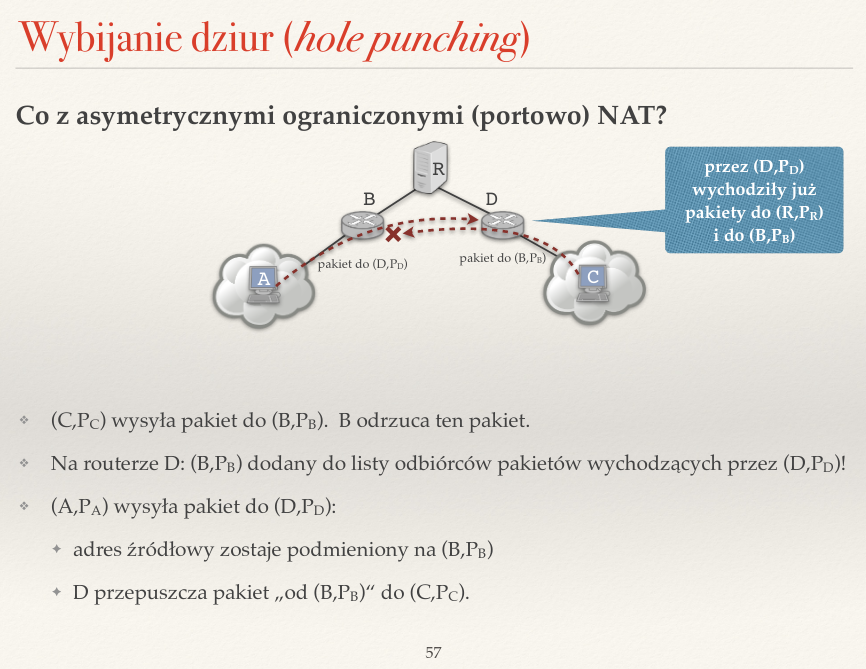 Wybijanie dziur (hole punching)
Co z asymetrycznymi ograniczonymi (portowo) NAT?
R
B
D
przez (D,P_D)
wychodziły już
pakiety do (R,P_R)
i do (B,P_B)
pakiet do (D,P_D)
pakiet do (B,P_B)
A
C
❖ (C,P_C) wysyła pakiet do (B,P_B). B odrzuca ten pakiet.
❖ Na routerze D: (B,P_B) dodany do listy odbiórców pakietów wychodzących przez (D,P_D)!
❖ (A,P_A) wysyła pakiet do (D,P_D):
✦ adres źródłowy zostaje podmieniony na (B,P_B)
✦ D przepuszcza pakiet „od (B,P_B)“ do (C,P_C).
57